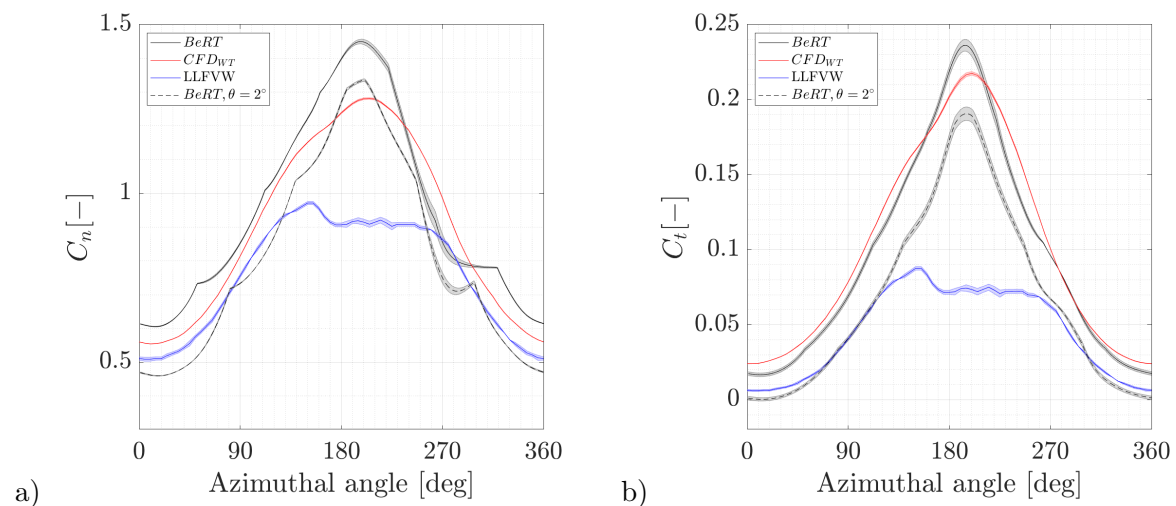 1.5
1
0.5
C_n[−]
BeRT
CFD_WT
LLFVW
BeRT, θ = 2°
0 90 180 270 360
Azimuthal angle [deg]
a)
0.25
0.2
0.15
0.1
0.05
0
C_t[−]
BeRT
CFD_WT
LLFVW
BeRT, θ = 2°
0 90 180 270 360
Azimuthal angle [deg]
b)